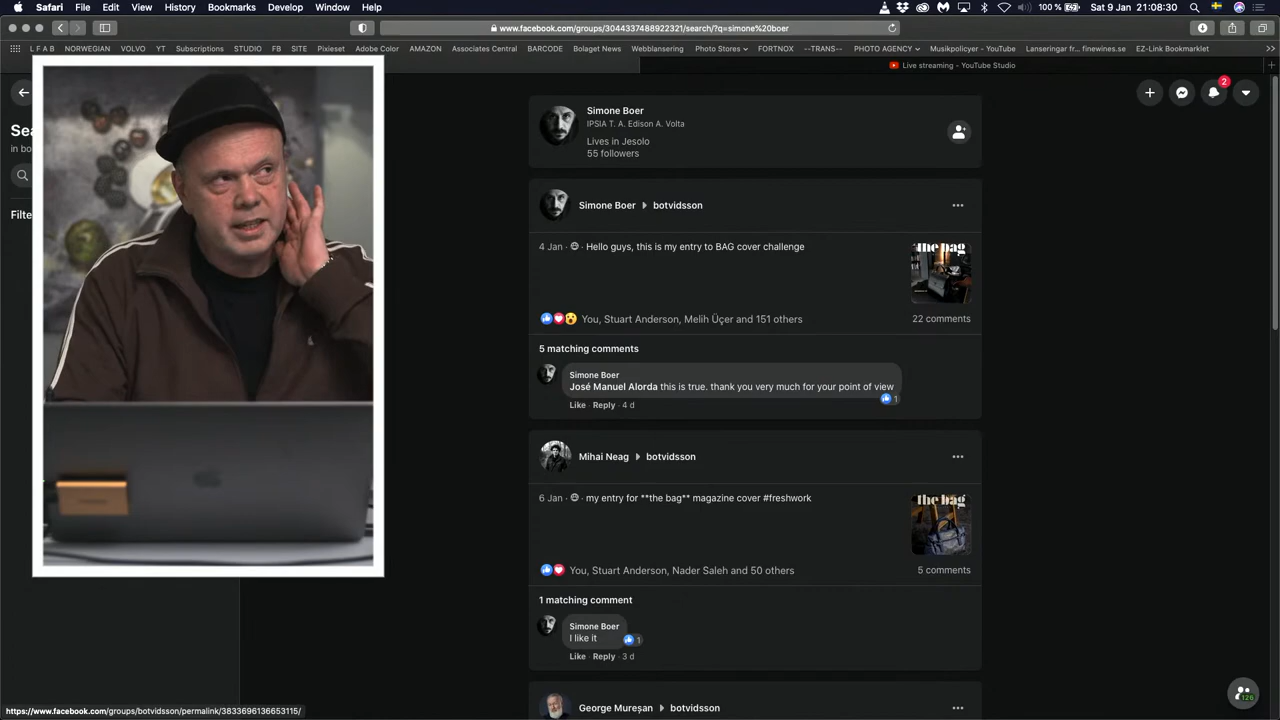 Safari File Edit View History Bookmarks Develop Window Help 100 % Sat 9 Jan 21:08:30
www.facebook.com/groups/3044337488922321/search/?q=simone%20boer
L F A B NORWEGIAN VOLVO YT Subscriptions STUDIO FB SITE Pixieset Adobe Color AMAZON Associates Central BARCODE Bolaget News Webblansering Photo Stores FORTNOX --TRANS-- PHOTO AGENCY Musikpolicyer - YouTube Lanseringar fr... finewines.se EZ-Link Bookmarklet >>
Live streaming - YouTube Studio
2
Sea
in bo
Filte
Simone Boer
IPSIA T. A. Edison A. Volta
Lives in Jesolo
55 followers
Simone Boer botvidsson
4 Jan · Hello guys, this is my entry to BAG cover challenge
the bag
You, Stuart Anderson, Melih Üçer and 151 others 22 comments
5 matching comments
Simone Boer
José Manuel Alorda this is true. thank you very much for your point of view
1
Like · Reply · 4 d
Mihai Neag botvidsson
6 Jan · my entry for **the bag** magazine cover #freshwork
the bag
You, Stuart Anderson, Nader Saleh and 50 others 5 comments
1 matching comment
Simone Boer
I like it
1
Like · Reply · 3 d
126
George Mureșan botvidsson
https://www.facebook.com/groups/botvidsson/permalink/3833696136653115/